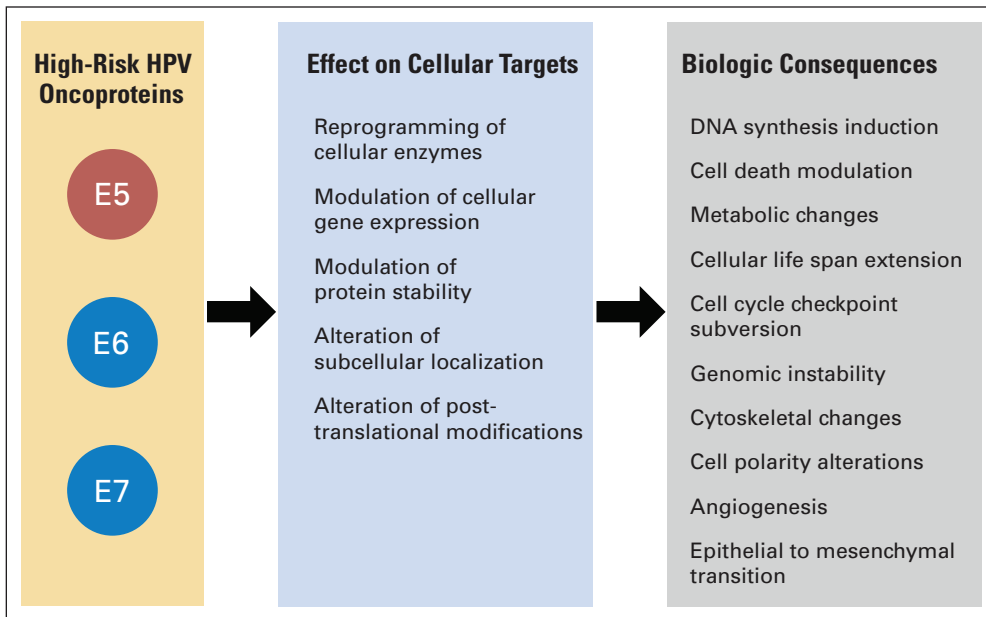 High-Risk HPV
Oncoproteins
E5
E6
E7
Effect on Cellular Targets
Reprogramming of
cellular enzymes
Modulation of cellular
gene expression
Modulation of
protein stability
Alteration of
subcellular localization
Alteration of post-
translational modifications
Biologic Consequences
DNA synthesis induction
Cell death modulation
Metabolic changes
Cellular life span extension
Cell cycle checkpoint
subversion
Genomic instability
Cytoskeletal changes
Cell polarity alterations
Angiogenesis
Epithelial to mesenchymal
transition